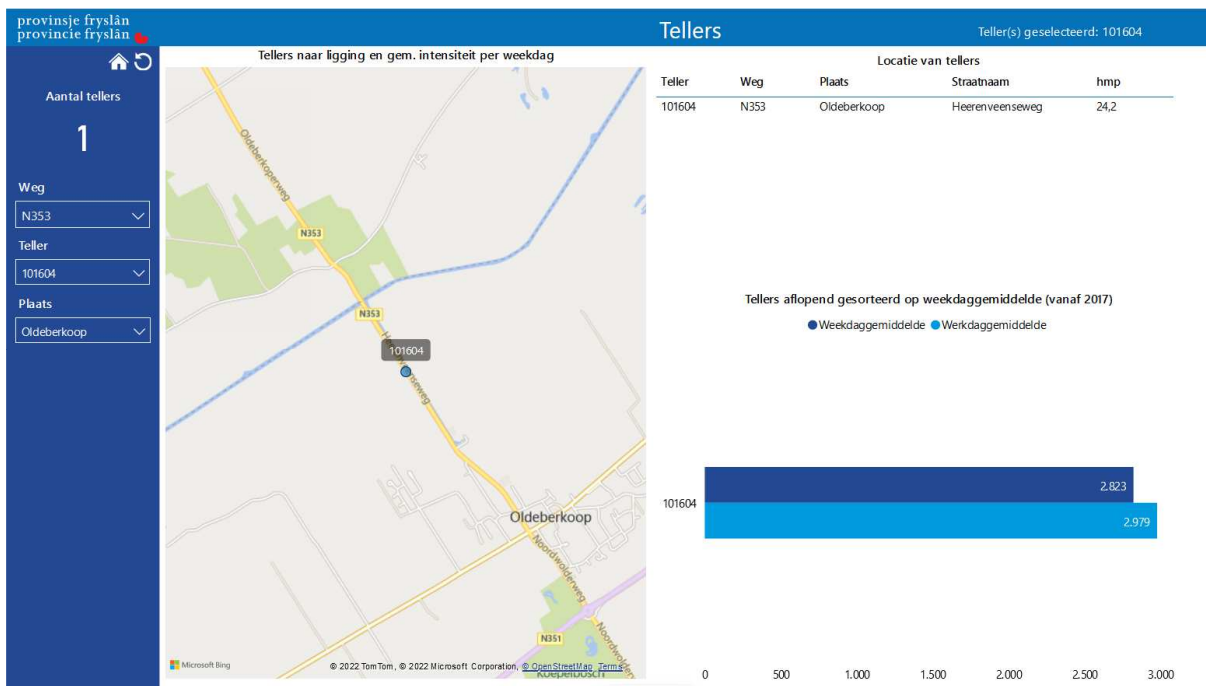 provinsje fryslân
provincie fryslân
Tellers
Teller(s) geselecteerd: 101604
Aantal tellers
1
Weg
N353
Teller
101604
Plaats
Oldeberkoop
Tellers naar ligging en gem. intensiteit per weekdag
Oldeberkoperweg
N353
N353
Heerenveenseweg
101604
Oldeberkoop
Noordwolderweg
N351
Noordwolderweg
Koepelbosch
Microsoft Bing
© 2022 TomTom, © 2022 Microsoft Corporation, © OpenStreetMap Terms
Locatie van tellers
Teller Weg Plaats Straatnaam hmp
101604 N353 Oldeberkoop Heerenveenseweg 24,2
Tellers aflopend gesorteerd op weekdaggemiddelde (vanaf 2017)
Weekdaggemiddelde Werkdaggemiddelde
101604
2.823
2.979
0 500 1.000 1.500 2.000 2.500 3.000